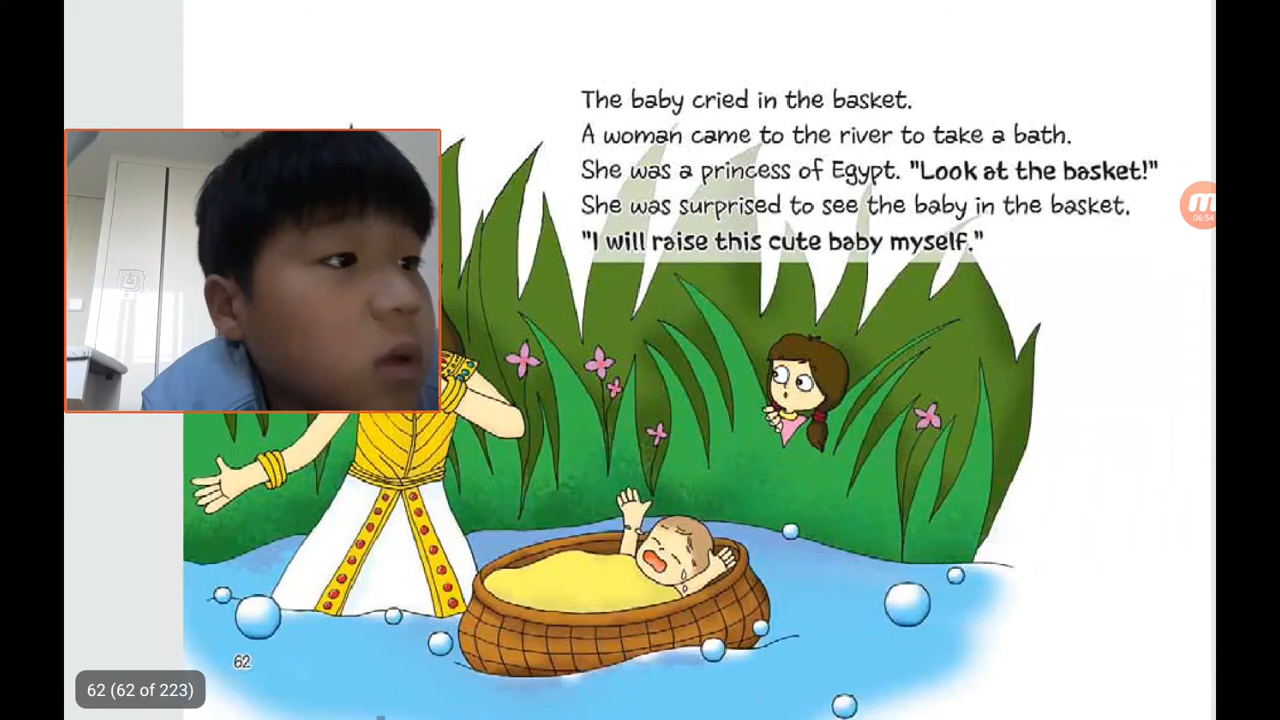 The baby cried in the basket.
A woman came to the river to take a bath.
She was a princess of Egypt. "Look at the basket!"
She was surprised to see the baby in the basket.
"I will raise this cute baby myself."
06:54
62
62 (62 of 223)